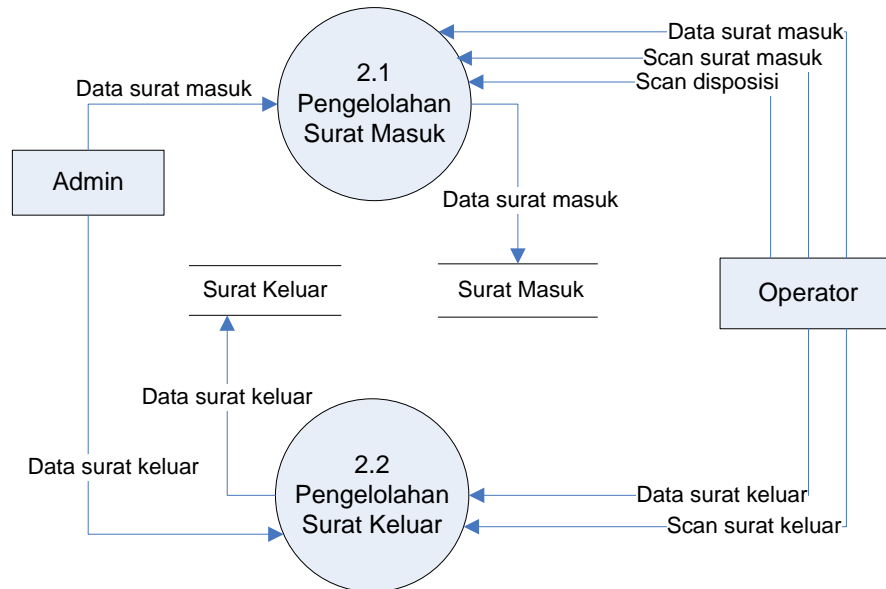 Data surat masuk
Scan surat masuk
Scan disposisi
Data surat masuk
2.1
Pengelolahan
Surat Masuk
Admin
Data surat masuk
Surat Keluar
Surat Masuk
Operator
Data surat keluar
Data surat keluar
2.2
Pengelolahan
Surat Keluar
Data surat keluar
Scan surat keluar